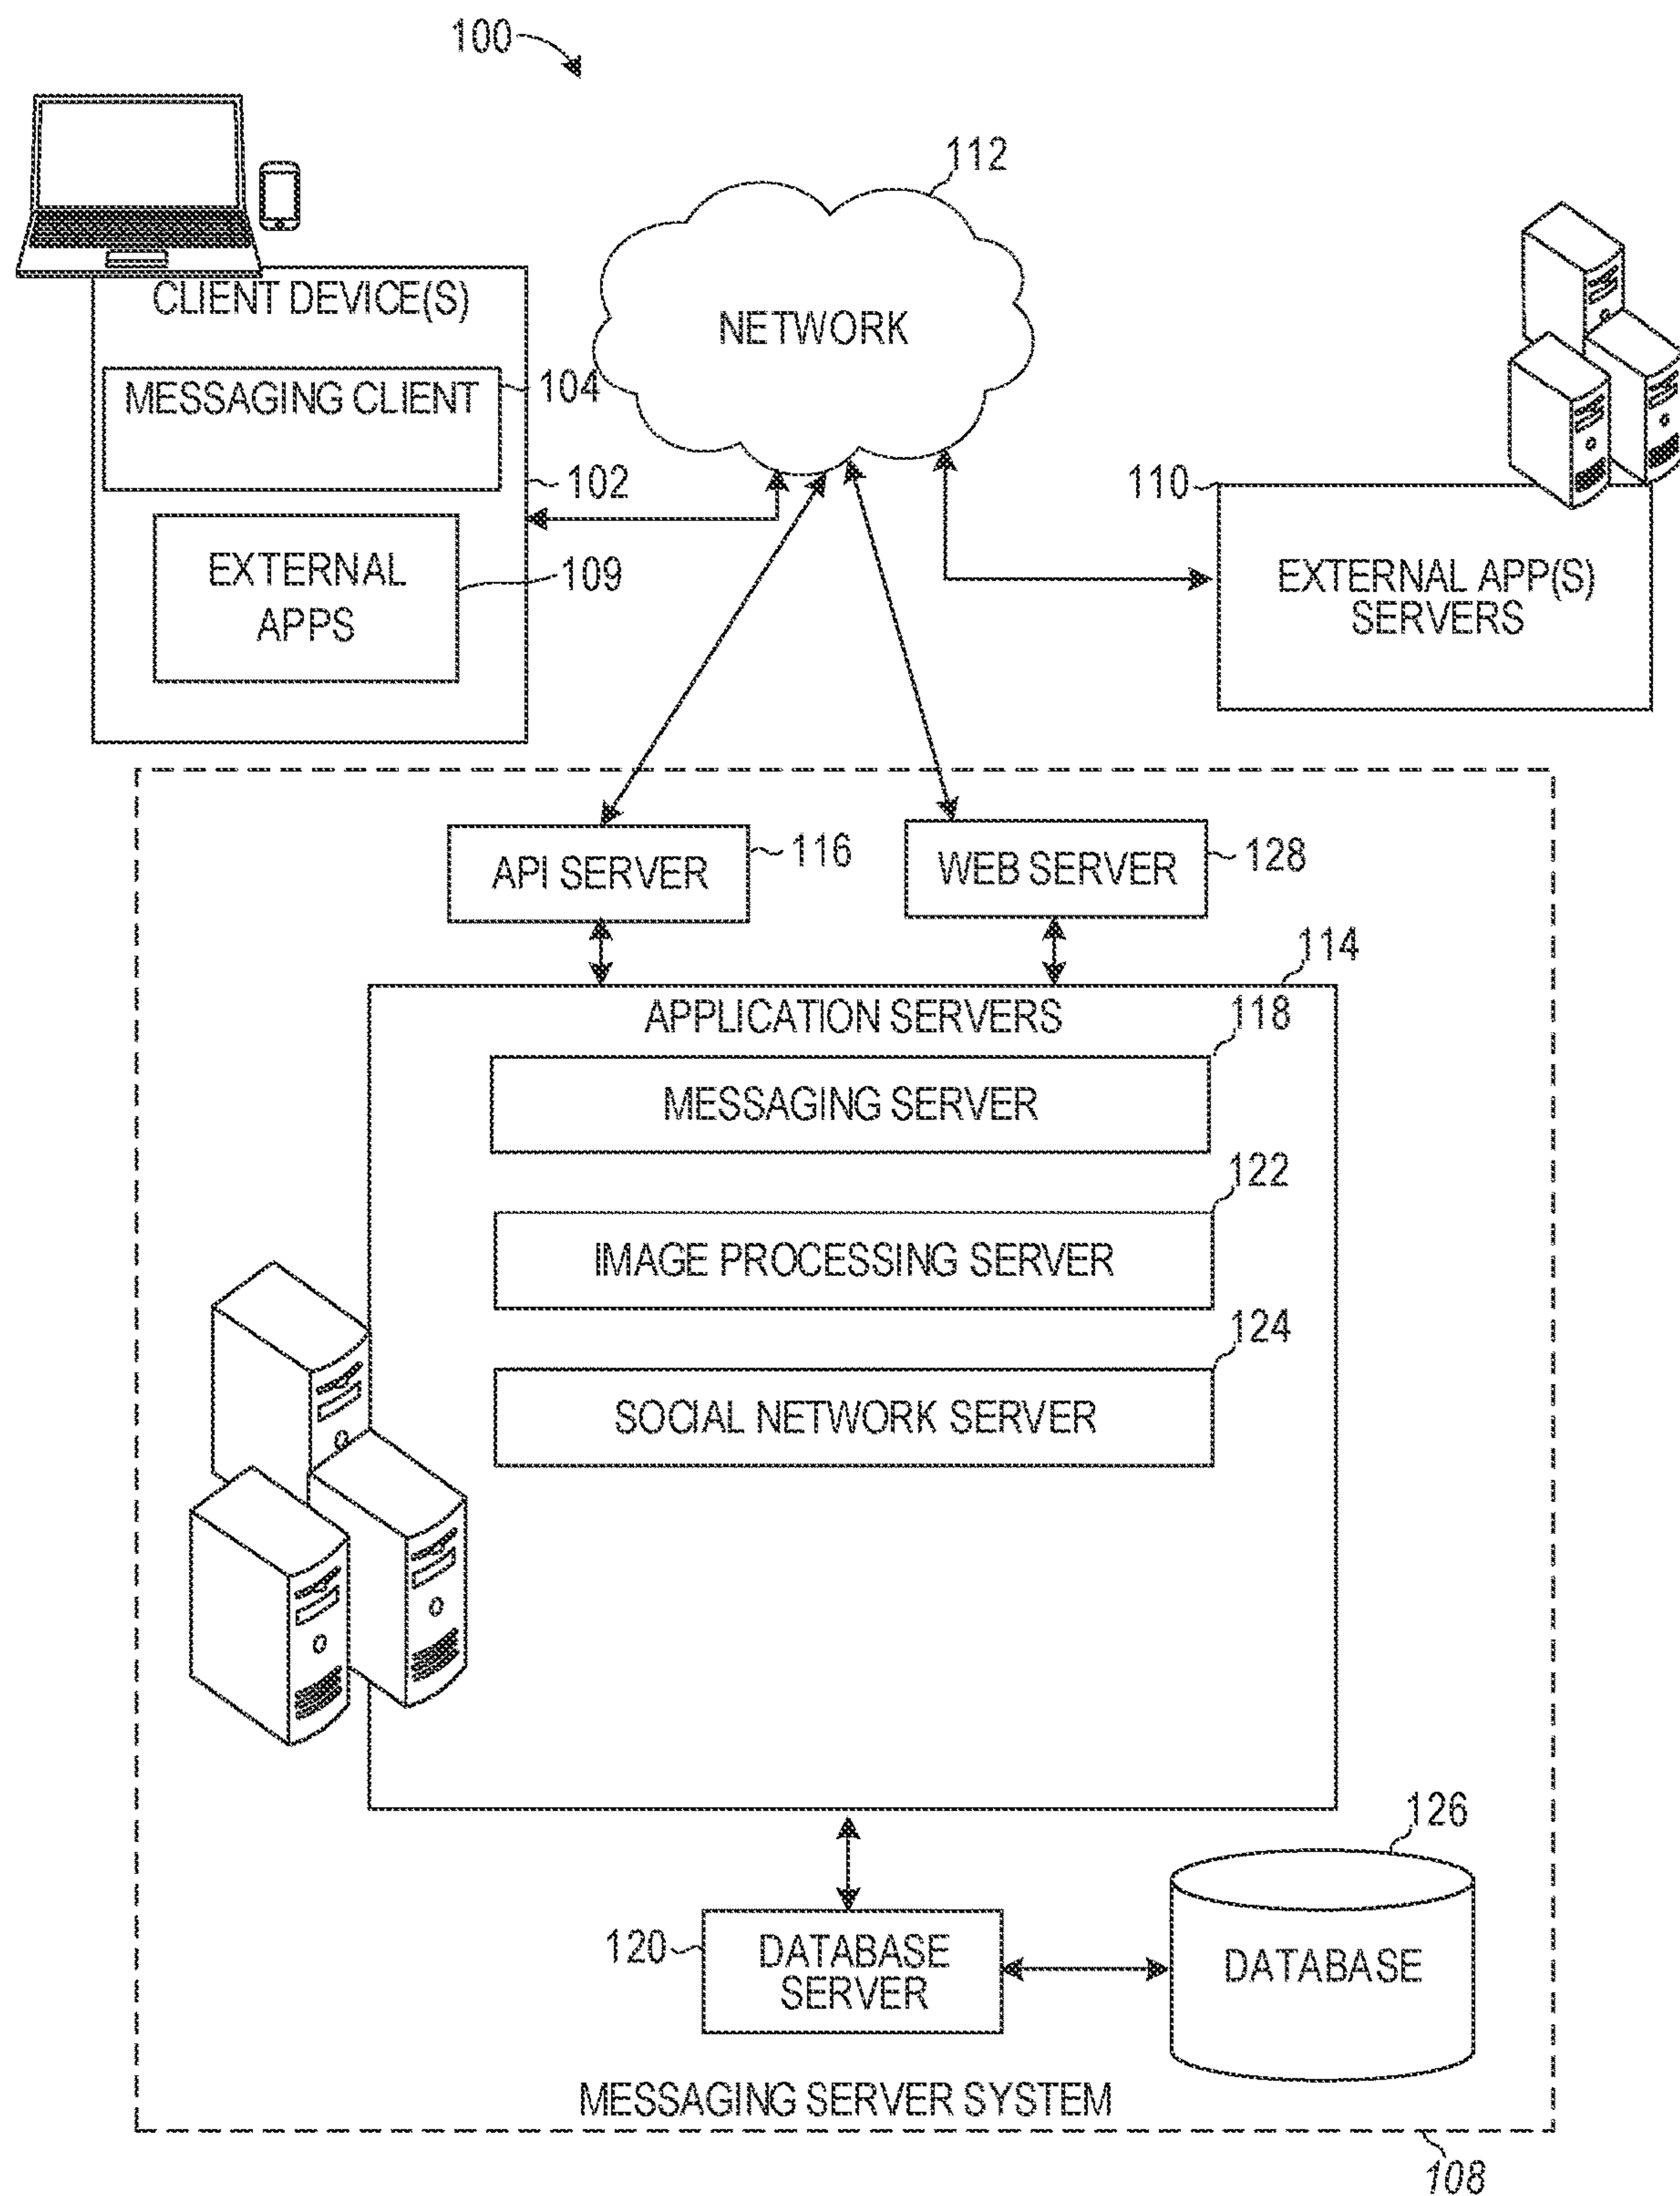 100
112
CLIENT DEVICE(S)
NETWORK
MESSAGING CLIENT
104
102
110
EXTERNAL
APPS
109
EXTERNAL APP(S)
SERVERS
API SERVER
116
WEB SERVER
128
114
APPLICATION SERVERS
118
MESSAGING SERVER
122
IMAGE PROCESSING SERVER
124
SOCIAL NETWORK SERVER
126
120
DATABASE
SERVER
DATABASE
MESSAGING SERVER SYSTEM
108